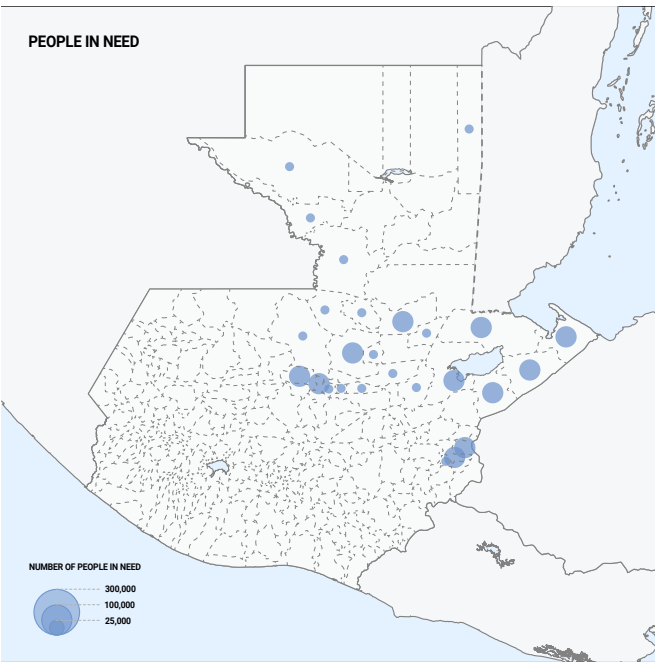 PEOPLE IN NEED
NUMBER OF PEOPLE IN NEED
300,000
100,000
25,000